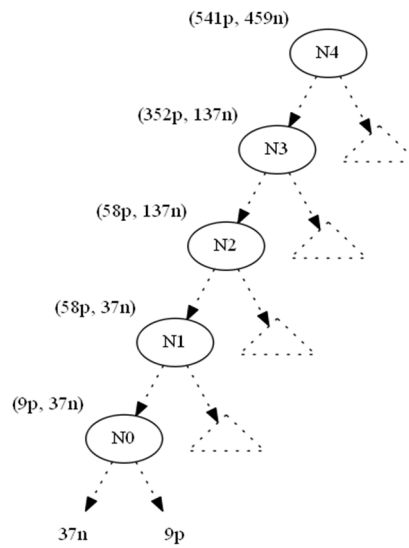 (541p, 459n)
N4
(352p, 137n)
N3
(58p, 137n)
N2
(58p, 37n)
N1
(9p, 37n)
N0
37n 9p